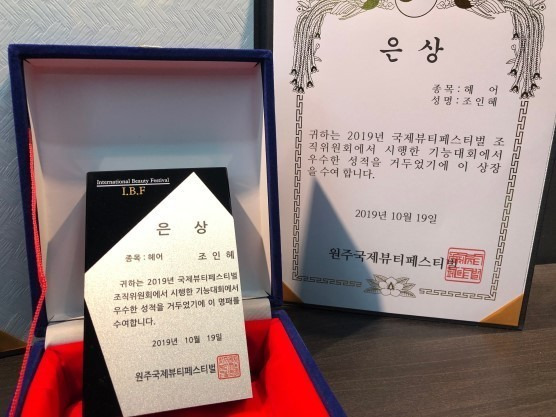 International Beauty Festival
I.B.F
은 상
종목 : 헤어 조 인 혜
귀하는 2019년 국제뷰티페스티벌
조직위원회에서 시행한 기능대회에서
우수한 성적을 거두었기에 이 명패를
수여합니다.
2019년 10월 19일
원주국제뷰티페스티벌
은 상
종목 : 헤 어
성명 : 조 인 혜
귀하는 2019년 국제뷰티페스티벌 조
직위원회에서 시행한 기능대회에서
우수한 성적을 거두었기에 이 상장
을 수여 합니다.
2019년 10월 19일
원주국제뷰티페스티벌